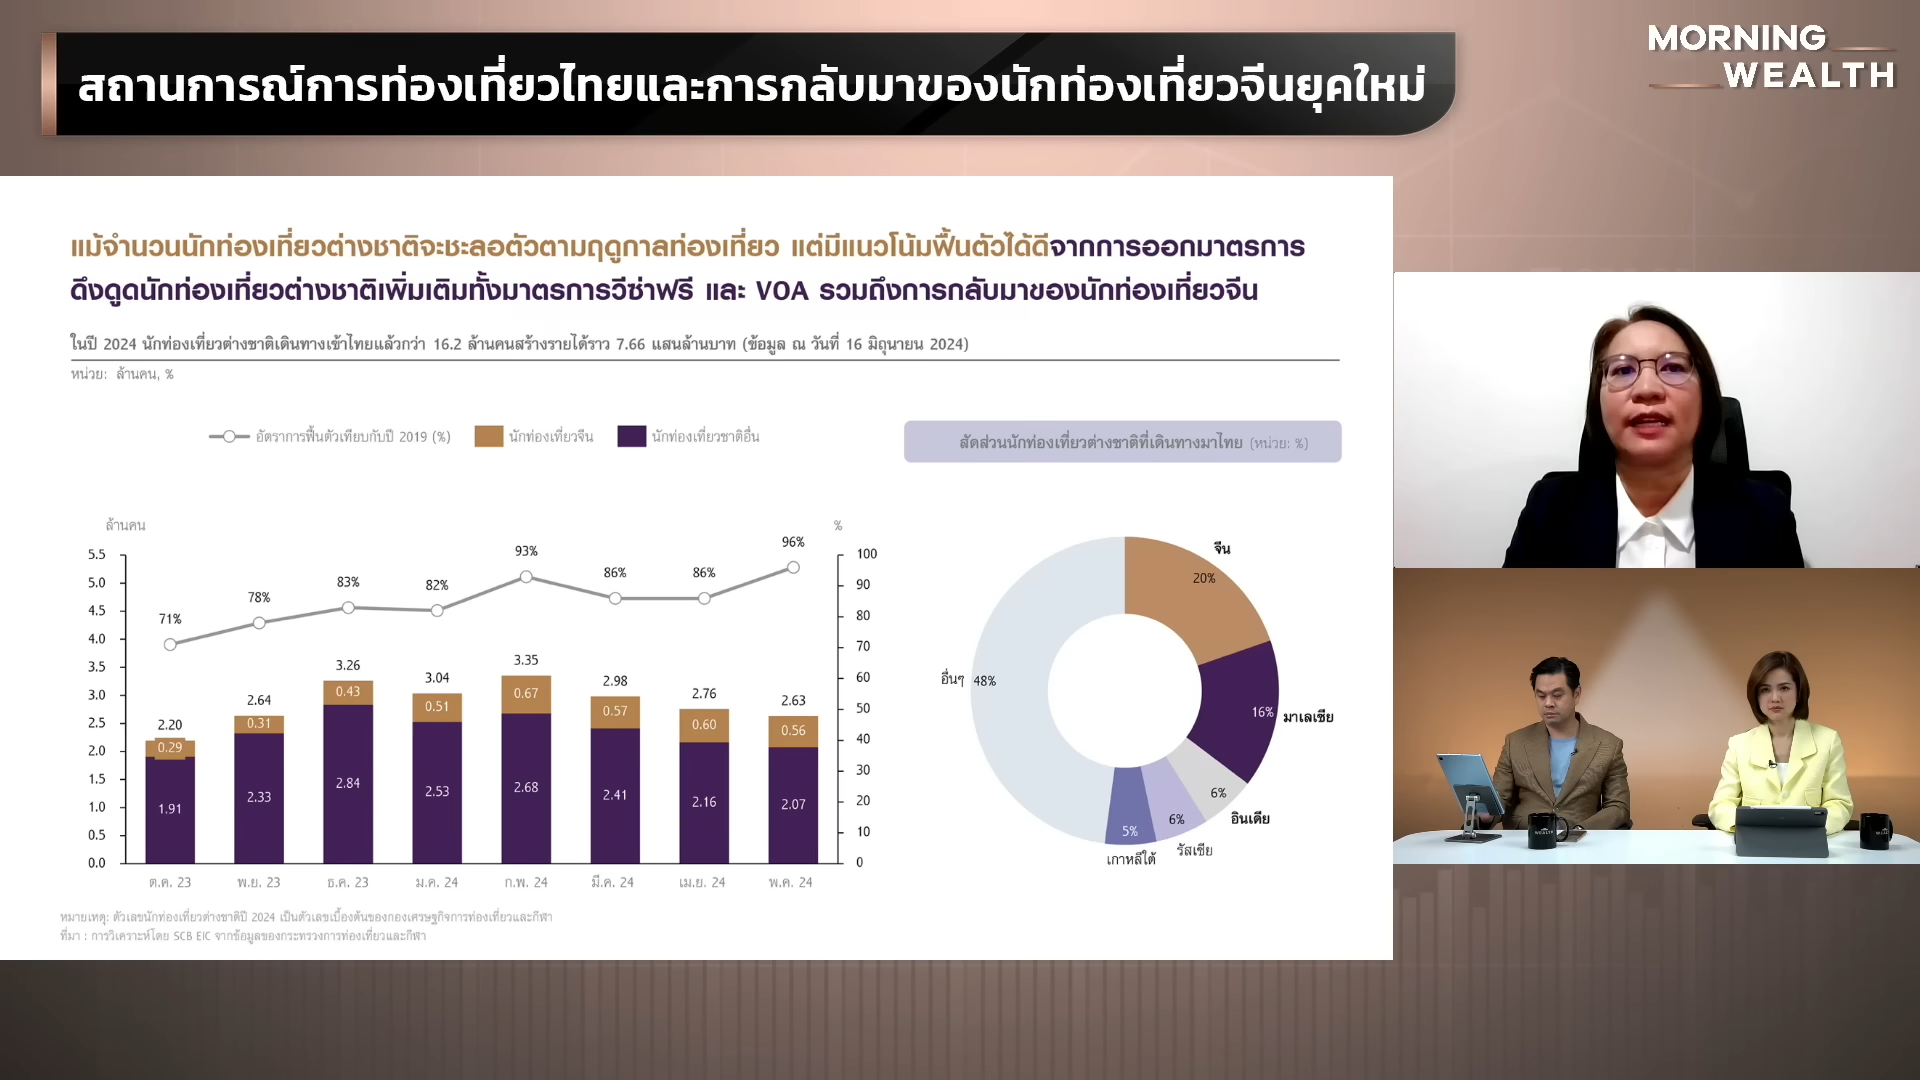 สถานการณ์การท่องเที่ยวไทยและการกลับมาของนักท่องเที่ยวจีนยุคใหม่
MORNING
WEALTH
แม้จำนวนนักท่องเที่ยวต่างชาติจะชะลอตัวตามฤดูกาลท่องเที่ยว แต่มีแนวโน้มฟื้นตัวได้ดีจากการออกมาตรการ
ดึงดูดนักท่องเที่ยวต่างชาติเพิ่มเติมทั้งมาตรการวีซ่าฟรี และ VOA รวมถึงการกลับมาของนักท่องเที่ยวจีน
ในปี 2024 นักท่องเที่ยวต่างชาติเดินทางเข้าไทยแล้วกว่า 16.2 ล้านคนสร้างรายได้ราว 7.66 แสนล้านบาท (ข้อมูล ณ วันที่ 16 มิถุนายน 2024)
หน่วย: ล้านคน, %
อัตราการฟื้นตัวเทียบกับปี 2019 (%) นักท่องเที่ยวจีน นักท่องเที่ยวชาติอื่น
ล้านคน %
5.5
5.0
4.5
4.0
3.5
3.0
2.5
2.0
1.5
1.0
0.5
0.0
71% 78% 83% 82% 93% 86% 86% 96%
2.20 2.64 3.26 3.04 3.35 2.98 2.76 2.63
0.29 0.31 0.43 0.51 0.67 0.57 0.60 0.56
1.91 2.33 2.84 2.53 2.68 2.41 2.16 2.07
100
90
80
70
60
50
40
30
20
10
0
ต.ค. 23 พ.ย. 23 ธ.ค. 23 ม.ค. 24 ก.พ. 24 มี.ค. 24 เม.ย. 24 พ.ค. 24
สัดส่วนนักท่องเที่ยวต่างชาติที่เดินทางมาไทย (หน่วย: %)
จีน
20%
16% มาเลเซีย
6%
อินเดีย
6%
รัสเซีย
5%
เกาหลีใต้
อื่นๆ 48%
หมายเหตุ: ตัวเลขนักท่องเที่ยวต่างชาติปี 2024 เป็นตัวเลขเบื้องต้นของกองเศรษฐกิจการท่องเที่ยวและกีฬา
ที่มา : การวิเคราะห์โดย SCB EIC จากข้อมูลของกระทรวงการท่องเที่ยวและกีฬา